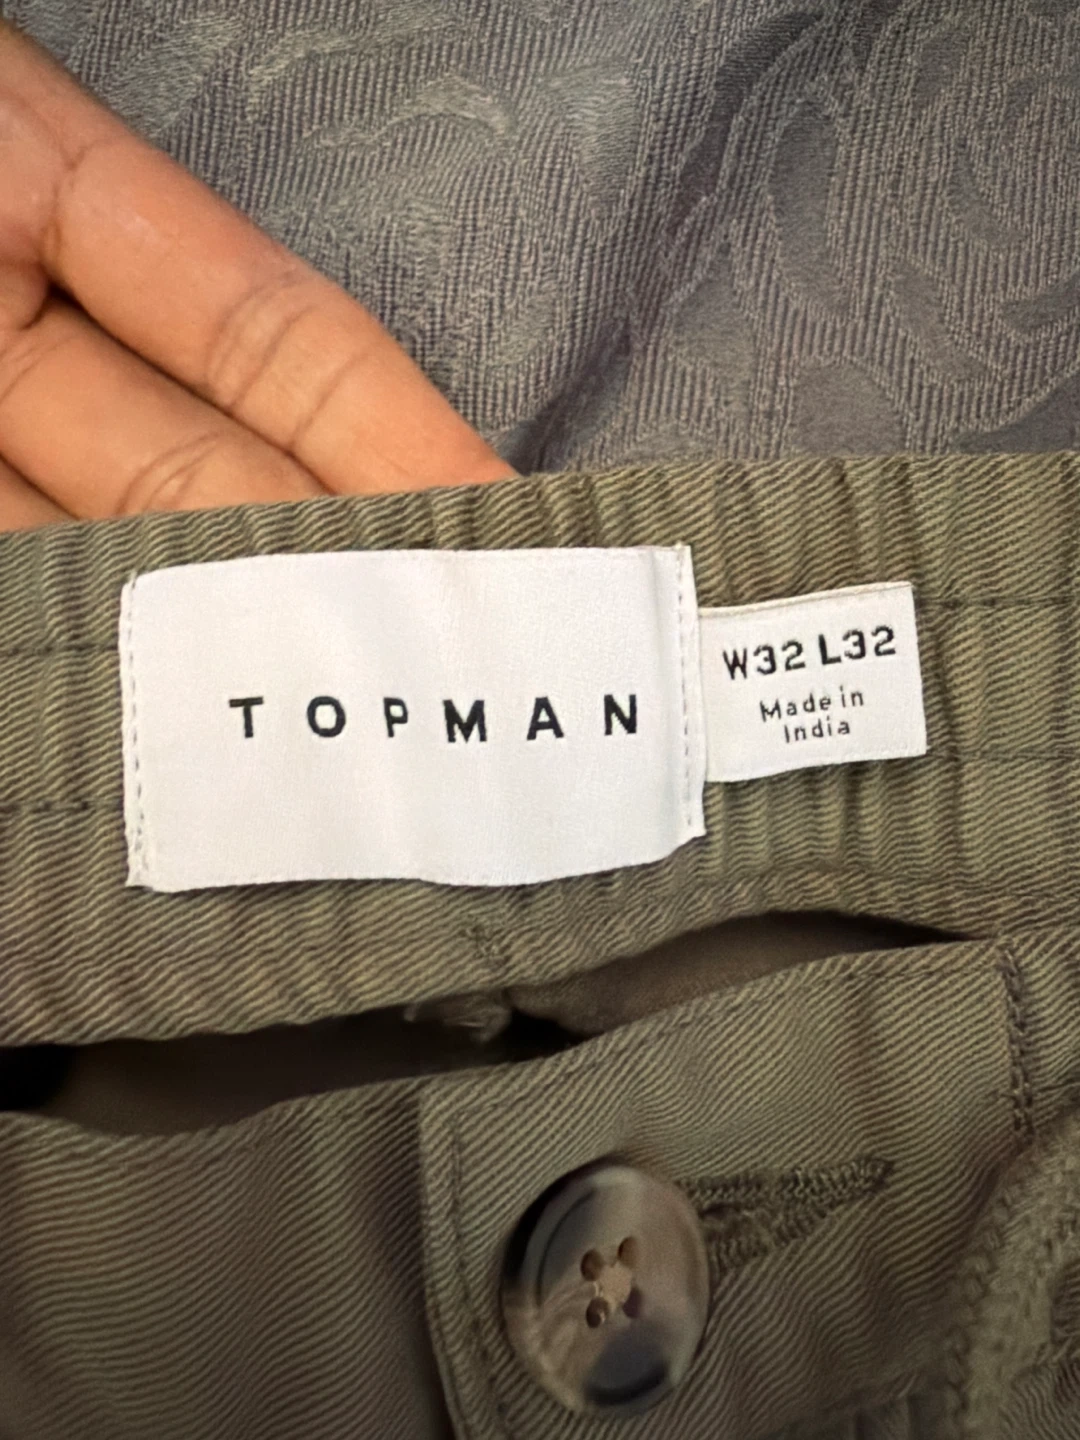 TOPMAN
W32 L32
Made in
India